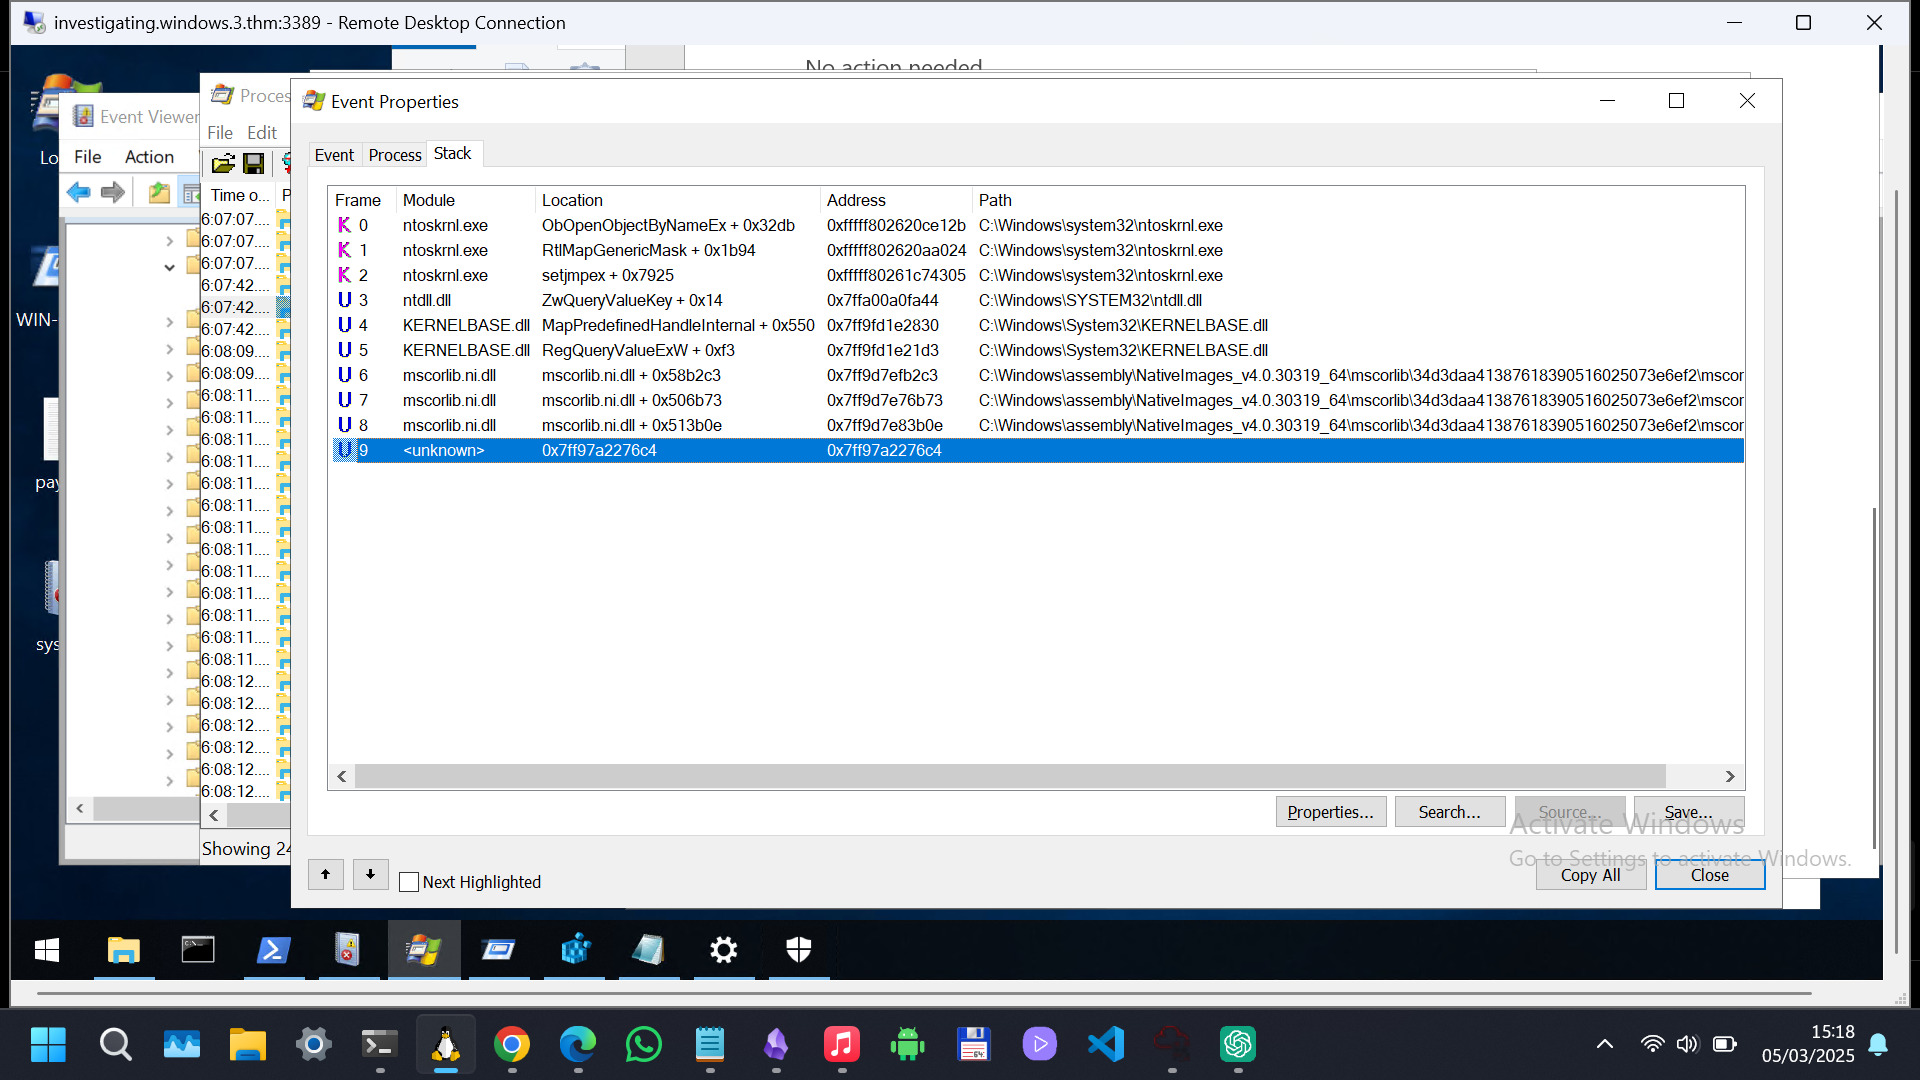 investigating.windows.3.thm:3389 - Remote Desktop Connection
No action needed
Proces
Event Properties
Event Viewer
File Edit
File Action
Event Process Stack
Lo
WIN-
pay
sys
Time o...
6:07:07....
6:07:07....
6:07:07....
6:07:42....
6:07:42....
6:07:42....
6:08:09....
6:08:09....
6:08:11....
6:08:11....
6:08:11....
6:08:11....
6:08:11....
6:08:11....
6:08:11....
6:08:11....
6:08:11....
6:08:11....
6:08:11....
6:08:11....
6:08:11....
6:08:12....
6:08:12....
6:08:12....
6:08:12....
6:08:12....
6:08:12....
Showing 24
Frame Module Location Address Path
K 0 ntoskrnl.exe ObOpenObjectByNameEx + 0x32db 0xfffff802620ce12b C:\Windows\system32\ntoskrnl.exe
K 1 ntoskrnl.exe RtlMapGenericMask + 0x1b94 0xfffff802620aa024 C:\Windows\system32\ntoskrnl.exe
K 2 ntoskrnl.exe setjmpex + 0x7925 0xfffff80261c74305 C:\Windows\system32\ntoskrnl.exe
U 3 ntdll.dll ZwQueryValueKey + 0x14 0x7ffa00a0fa44 C:\Windows\SYSTEM32\ntdll.dll
U 4 KERNELBASE.dll MapPredefinedHandleInternal + 0x550 0x7ff9fd1e2830 C:\Windows\System32\KERNELBASE.dll
U 5 KERNELBASE.dll RegQueryValueExW + 0xf3 0x7ff9fd1e21d3 C:\Windows\System32\KERNELBASE.dll
U 6 mscorlib.ni.dll mscorlib.ni.dll + 0x58b2c3 0x7ff9d7efb2c3 C:\Windows\assembly\NativeImages_v4.0.30319_64\mscorlib\34d3daa41387618390516025073e6ef2\mscor
U 7 mscorlib.ni.dll mscorlib.ni.dll + 0x506b73 0x7ff9d7e76b73 C:\Windows\assembly\NativeImages_v4.0.30319_64\mscorlib\34d3daa41387618390516025073e6ef2\mscor
U 8 mscorlib.ni.dll mscorlib.ni.dll + 0x513b0e 0x7ff9d7e83b0e C:\Windows\assembly\NativeImages_v4.0.30319_64\mscorlib\34d3daa41387618390516025073e6ef2\mscor
U 9 <unknown> 0x7ff97a2276c4 0x7ff97a2276c4
Properties... Search... Source... Save...
Activate Windows
Go to Settings to activate Windows.
Next Highlighted
Copy All Close
15:18
05/03/2025